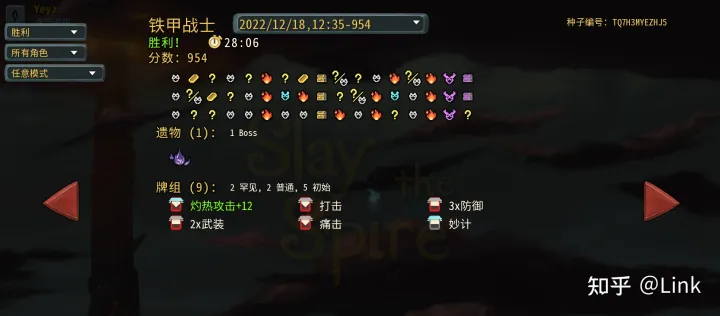 Yeyz
胜利
所有角色
任意模式
铁甲战士
2022/12/18,12:35-954
种子编号: TQ7H3MYEZHJ5
胜利!
28:06
分数: 954
遗物 (1): 1 Boss
牌组 (9): 2 罕见, 2 普通, 5 初始
灼热攻击+12 打击 3x防御
2x武装 痛击 妙计
Slay
the
Spire
知乎 @Link